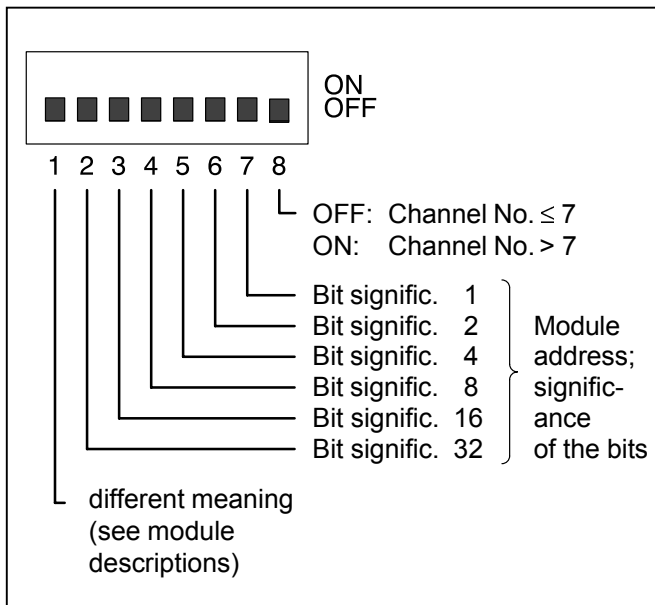 ON
OFF
1 2 3 4 5 6 7 8
OFF: Channel No. ≤ 7
ON: Channel No. > 7
Bit signific. 1
Bit signific. 2 Module
Bit signific. 4 address;
Bit signific. 8 signific-
Bit signific. 16 ance
Bit signific. 32 of the bits
different meaning
(see module
descriptions)